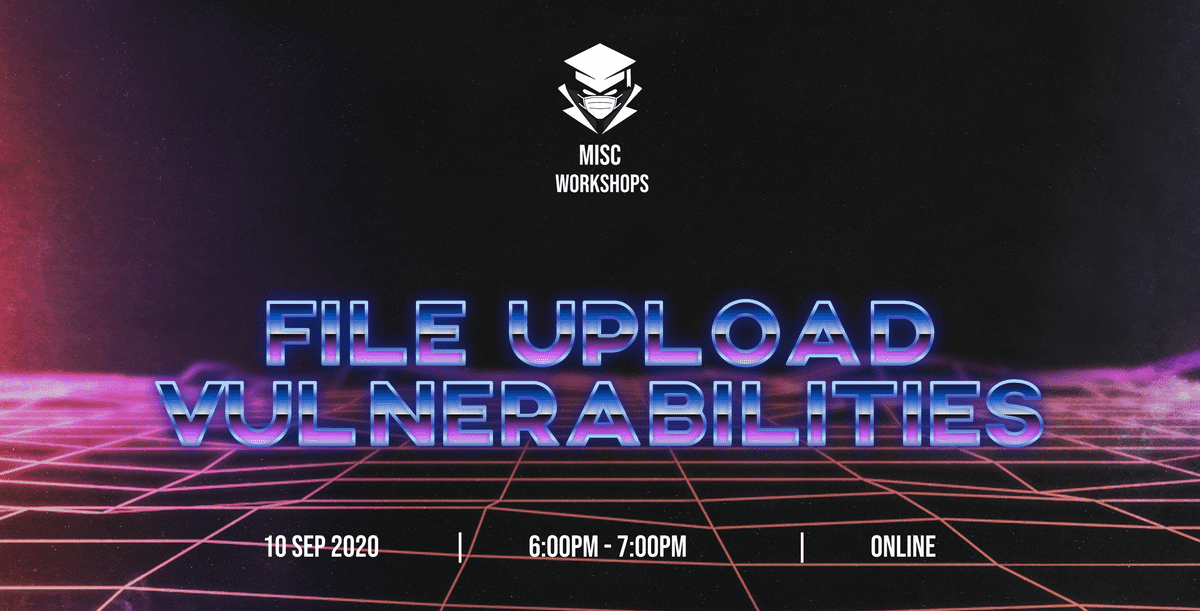 MISC
WORKSHOPS
FILE UPLOAD
VULNERABILITIES
10 SEP 2020 | 6:00PM - 7:00PM | ONLINE